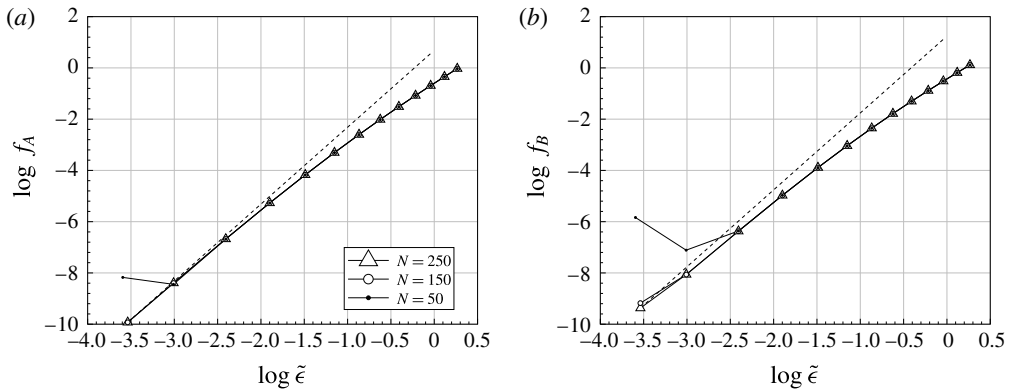 (a)
2
0
−2
−4
−6
−8
−10
−4.0 −3.5 −3.0 −2.5 −2.0 −1.5 −1.0 −0.5 0 0.5
log f_A
log ϵ̃
N = 250
N = 150
N = 50
(b)
2
0
−2
−4
−6
−8
−10
−4.0 −3.5 −3.0 −2.5 −2.0 −1.5 −1.0 −0.5 0 0.5
log f_B
log ϵ̃